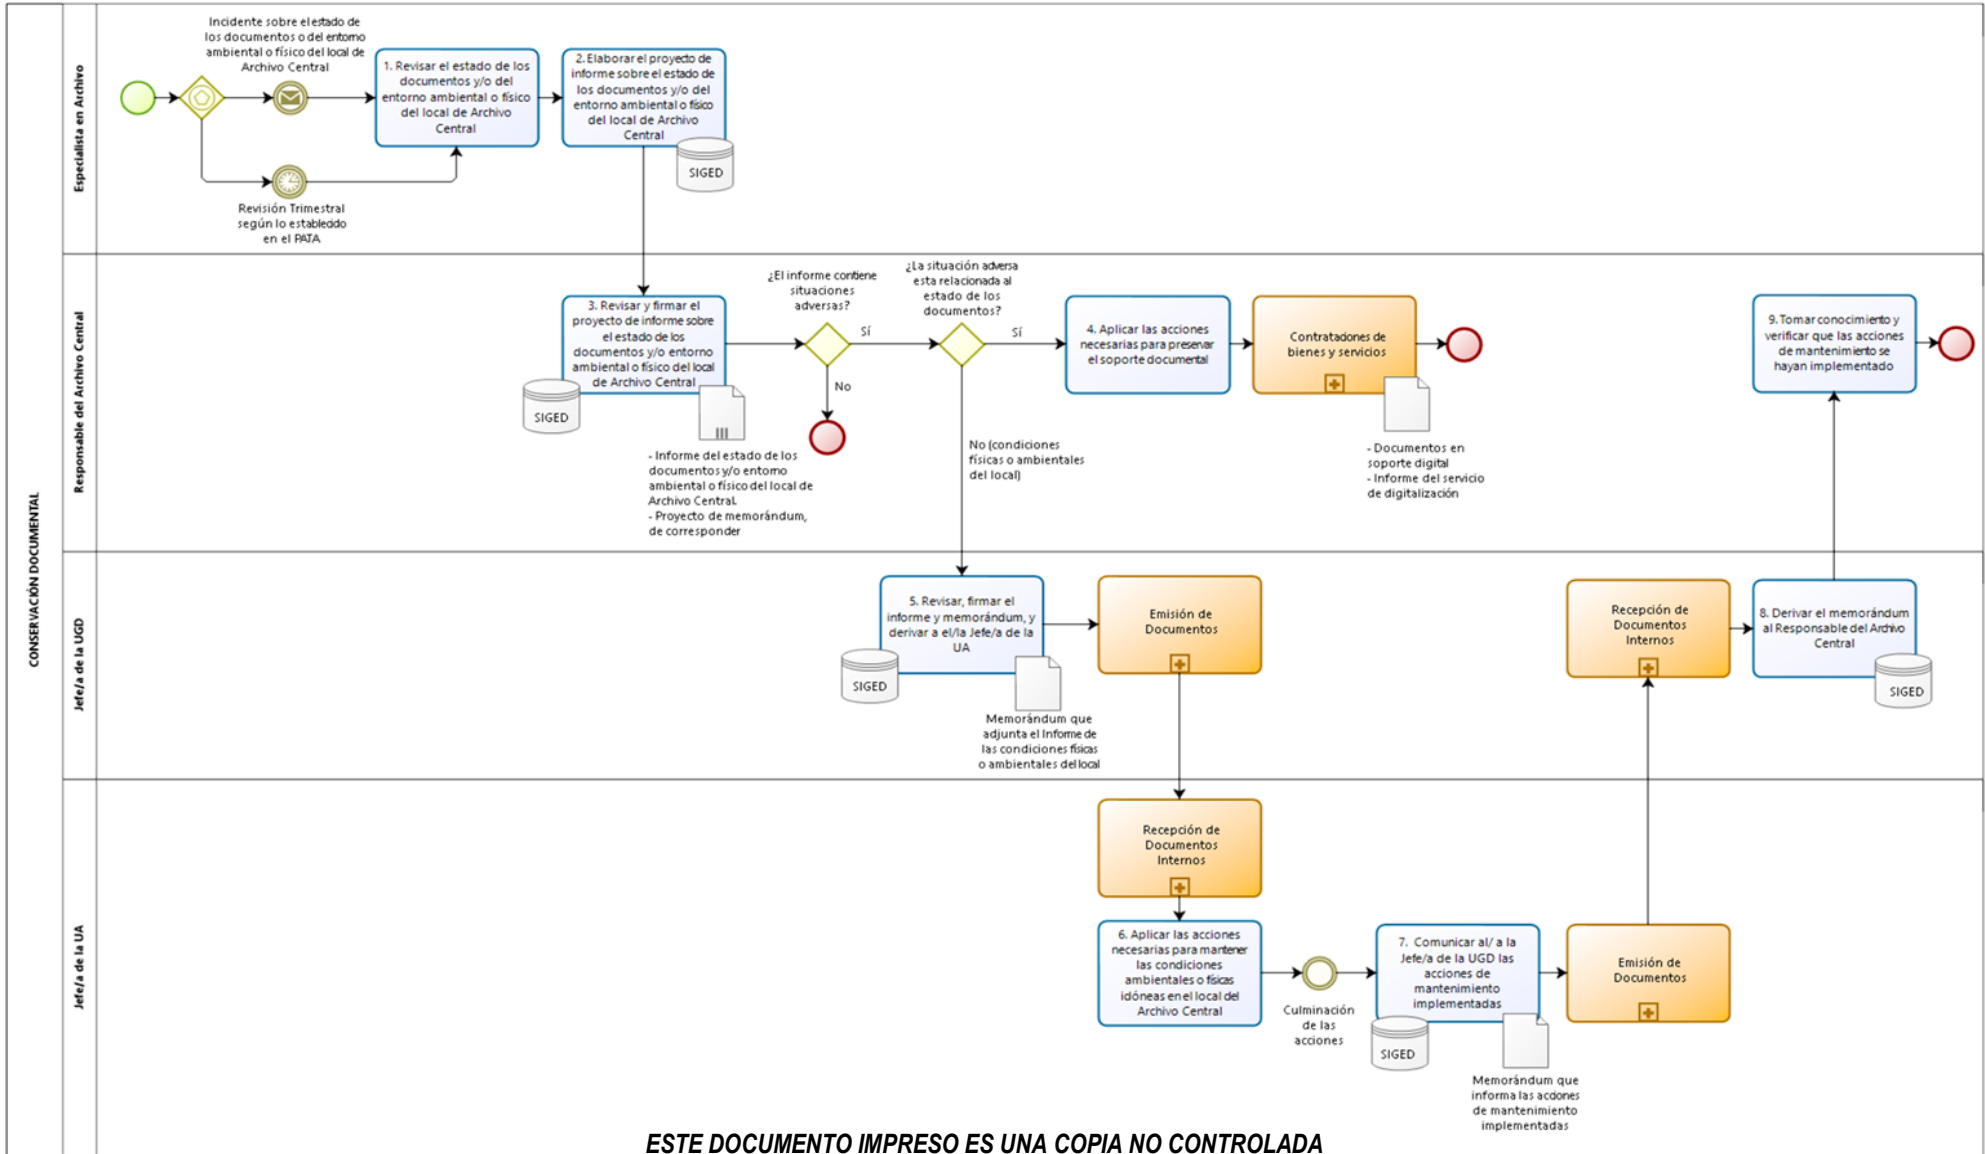 CONSERVACIÓN DOCUMENTAL
Especialista en Archivo
Incidente sobre el estado de
los documentos o del entorno
ambiental o físico del local de
Archivo Central
Revisión Trimestral
según lo establecido
en el PATA
1. Revisar el estado de los
documentos y/o del
entorno ambiental o físico
del local de Archivo
Central
2. Elaborar el proyecto de
informe sobre el estado de
los documentos y/o del
entorno ambiental o físico
del local de Archivo
Central
SIGED
Responsable del Archivo Central
3. Revisar y firmar el
proyecto de informe sobre
el estado de los
documentos y/o entorno
ambiental o físico del local
de Archivo Central
SIGED
- Informe del estado de los
documentos y/o entorno
ambiental o físico del local de
Archivo Central.
- Proyecto de memorándum,
de corresponder
¿El informe contiene
situaciones
adversas?
Sí
No
¿La situación adversa
esta relacionada al
estado de los
documentos?
Sí
No (condiciones
físicas o ambientales
del local)
4. Aplicar las acciones
necesarias para preservar
el soporte documental
Contrataciones de
bienes y servicios
- Documentos en
soporte digital
- Informe del servicio
de digitalización
9. Tomar conocimiento y
verificar que las acciones
de mantenimiento se
hayan implementado
Jefe/a de la UGD
5. Revisar, firmar el
informe y memorándum, y
derivar a el/la Jefe/a de la
UA
SIGED
Memorándum que
adjunta el Informe de
las condiciones físicas
o ambientales del local
Emisión de
Documentos
Recepción de
Documentos
Internos
8. Derivar el memorándum
al Responsable del Archivo
Central
SIGED
Jefe/a de la UA
Recepción de
Documentos
Internos
6. Aplicar las acciones
necesarias para mantener
las condiciones
ambientales o físicas
idóneas en el local del
Archivo Central
Culminación
de las
acciones
7. Comunicar al/ a la
Jefe/a de la UGD las
acciones de
mantenimiento
implementadas
SIGED
Memorándum que
informa las acciones
de mantenimiento
implementadas
Emisión de
Documentos
ESTE DOCUMENTO IMPRESO ES UNA COPIA NO CONTROLADA